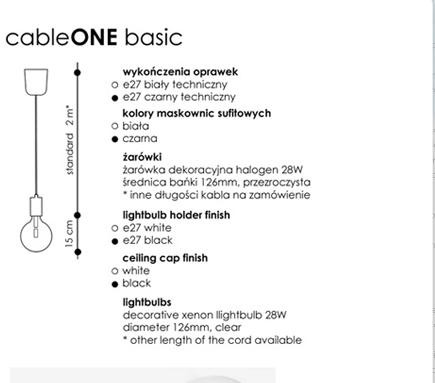 cableONE basic
wykończenia oprawek
e27 biały techniczny
e27 czarny techniczny
kolory maskownic sufitowych
biała
czarna
żarówki
żarówka dekoracyjna halogen 28W
średnica bańki 126mm, przezroczysta
* inne długości kabla na zamówienie
standard 2 m*
15 cm
lightbulb holder finish
e27 white
e27 black
ceiling cap finish
white
black
lightbulbs
decorative xenon llightbulb 28W
diameter 126mm, clear
* other length of the cord available